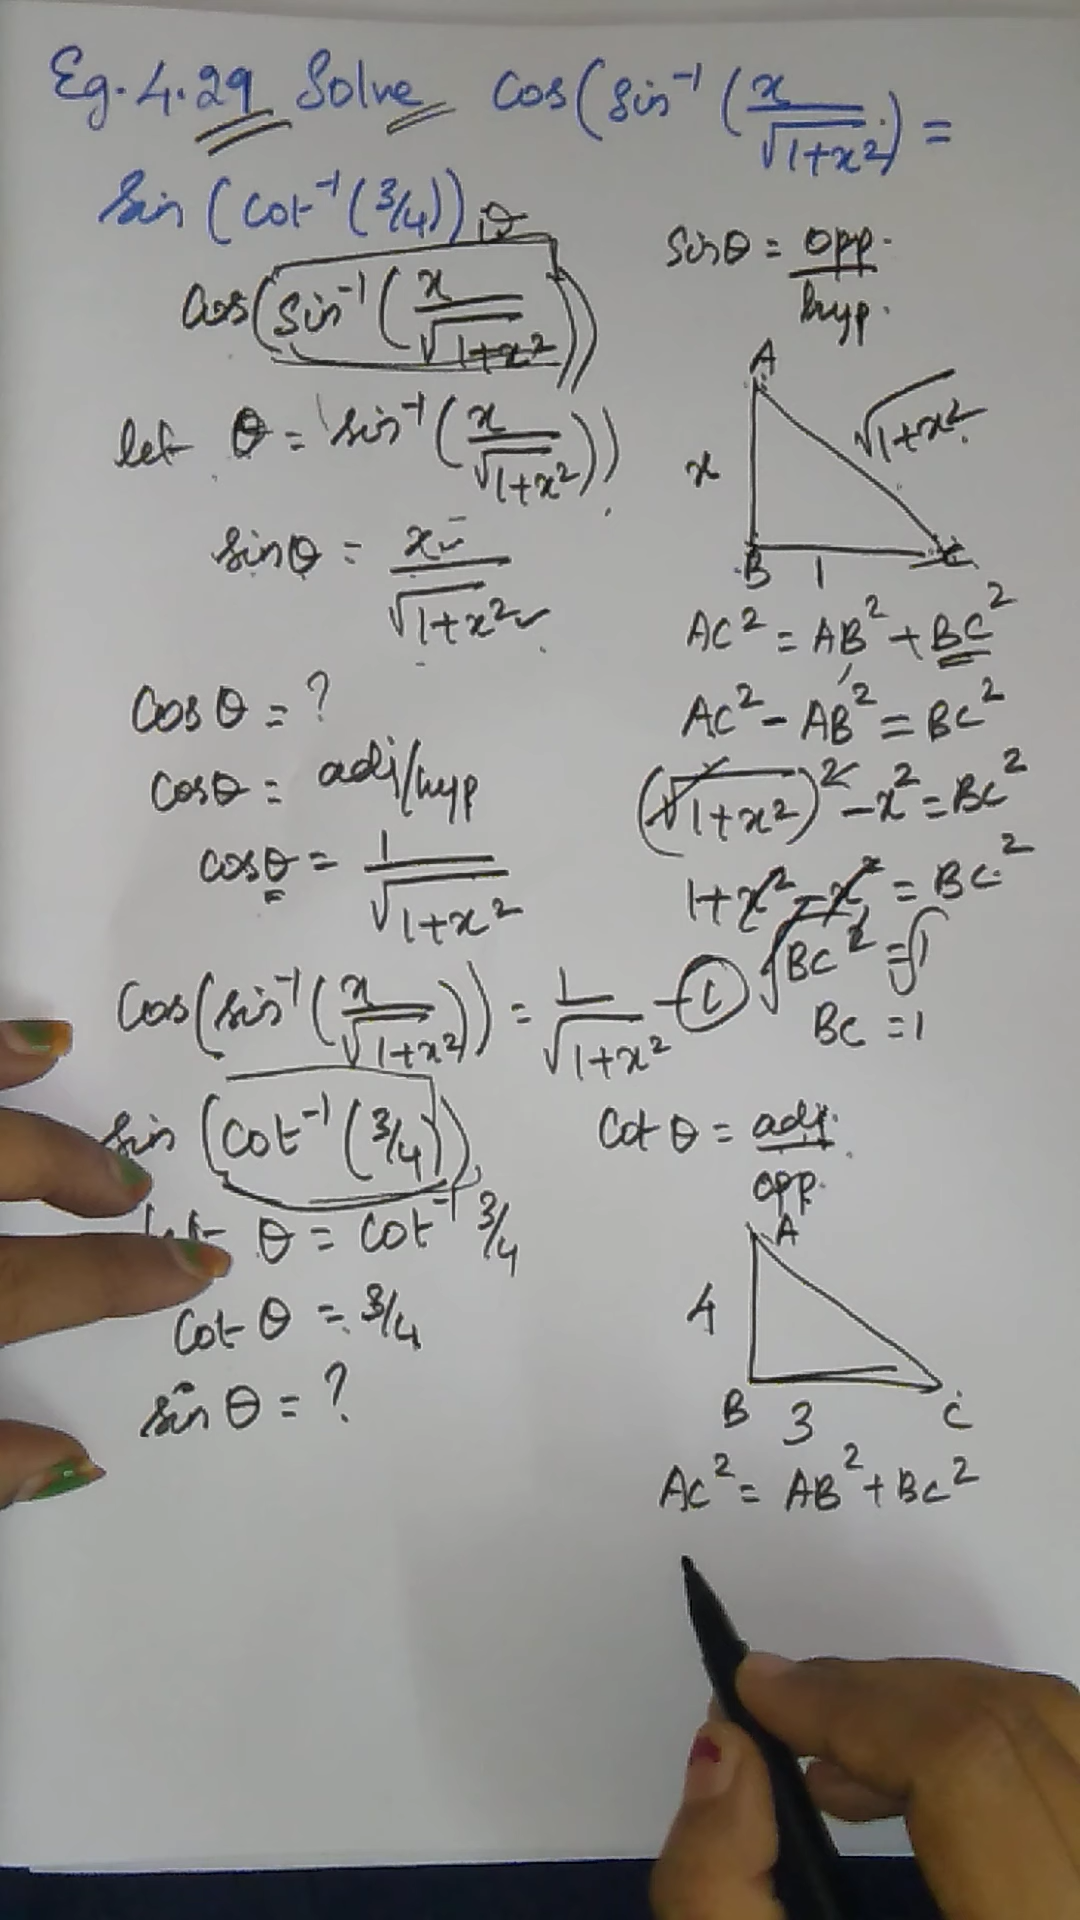 Eg. 4.29 Solve cos(sin⁻¹(x/√(1+x²)) =
sin(cot⁻¹(3/4))
θ
cos(sin⁻¹(x/√(1+x²)))
let θ = sin⁻¹(x/√(1+x²))
sinθ = x/√(1+x²)
cosθ = ?
cosθ = adj/hyp
cosθ = 1/√(1+x²)
cos(sin⁻¹(x/√(1+x²))) = 1/√(1+x²) – ①
sin(cot⁻¹(3/4))
let θ = cot⁻¹ 3/4
cot θ = 3/4
sin θ = ?
sinθ = opp./hyp.
A
x
√(1+x²)
B 1 C
AC² = AB² + BC²
AC² – AB² = BC²
(√(1+x²))² – x² = BC²
1+x² – x² = BC²
√BC² = √1
BC = 1
cot θ = adj./opp.
A
4
B 3 C
AC² = AB² + BC²